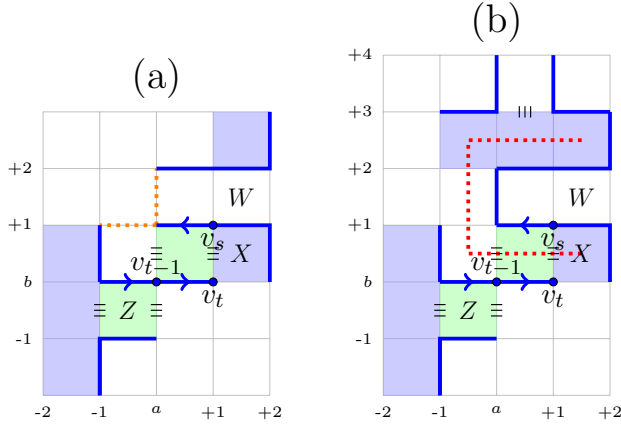 (a)
+2
+1
b
-1
-2 -1 a +1 +2
W
v_s
X
v_{t-1}
v_t
Z
(b)
+4
+3
+2
+1
b
-1
-2 -1 a +1 +2
W
v_s
X
v_{t-1}
v_t
Z